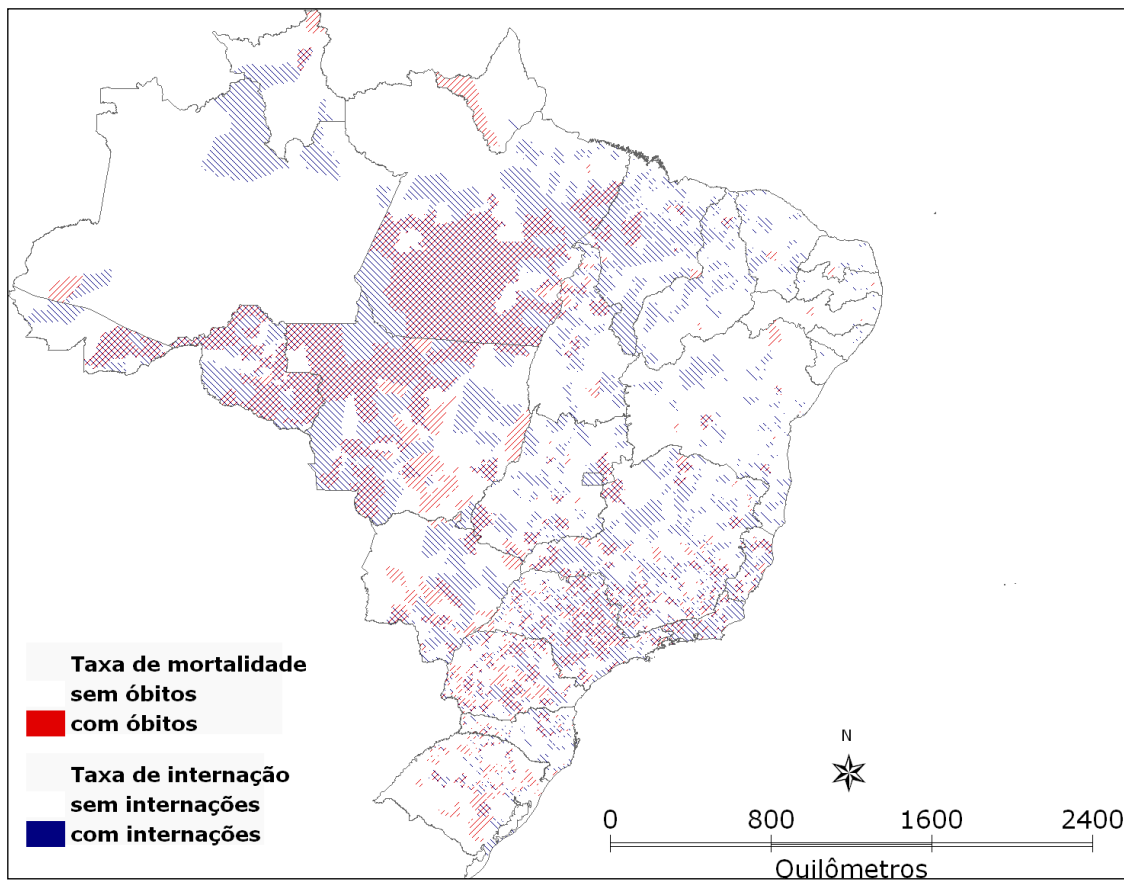 Taxa de mortalidade
sem óbitos
com óbitos
Taxa de internação
sem internações
com internações
N
0 800 1600 2400
Quilômetros